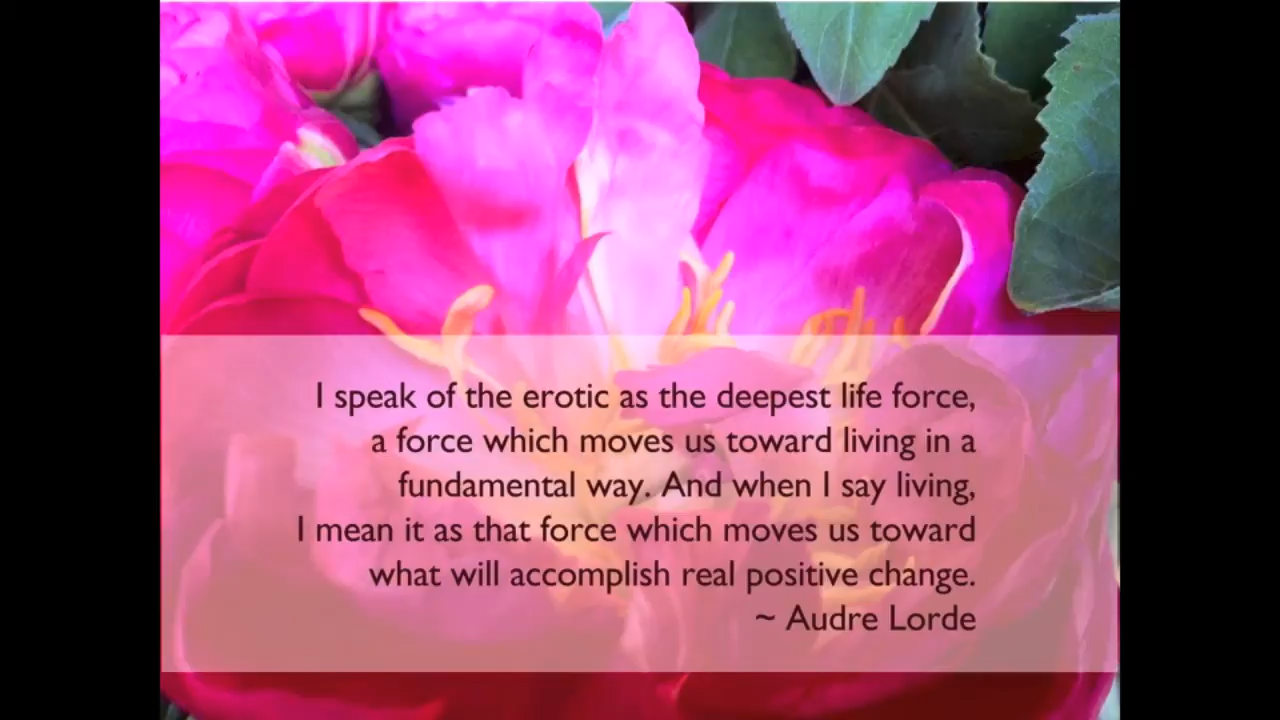 I speak of the erotic as the deepest life force,
a force which moves us toward living in a
fundamental way. And when I say living,
I mean it as that force which moves us toward
what will accomplish real positive change.
~ Audre Lorde